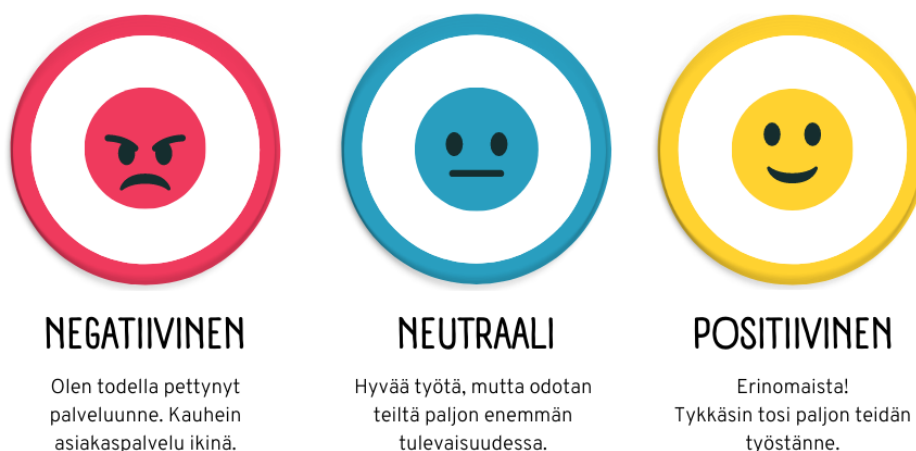 NEGATIIVINEN
Olen todella pettynyt
palveluunne. Kauhein
asiakaspalvelu ikinä.
NEUTRAALI
Hyvää työtä, mutta odotan
teiltä paljon enemmän
tulevaisuudessa.
POSITIIVINEN
Erinomaista!
Tykkäsin tosi paljon teidän
työstänne.